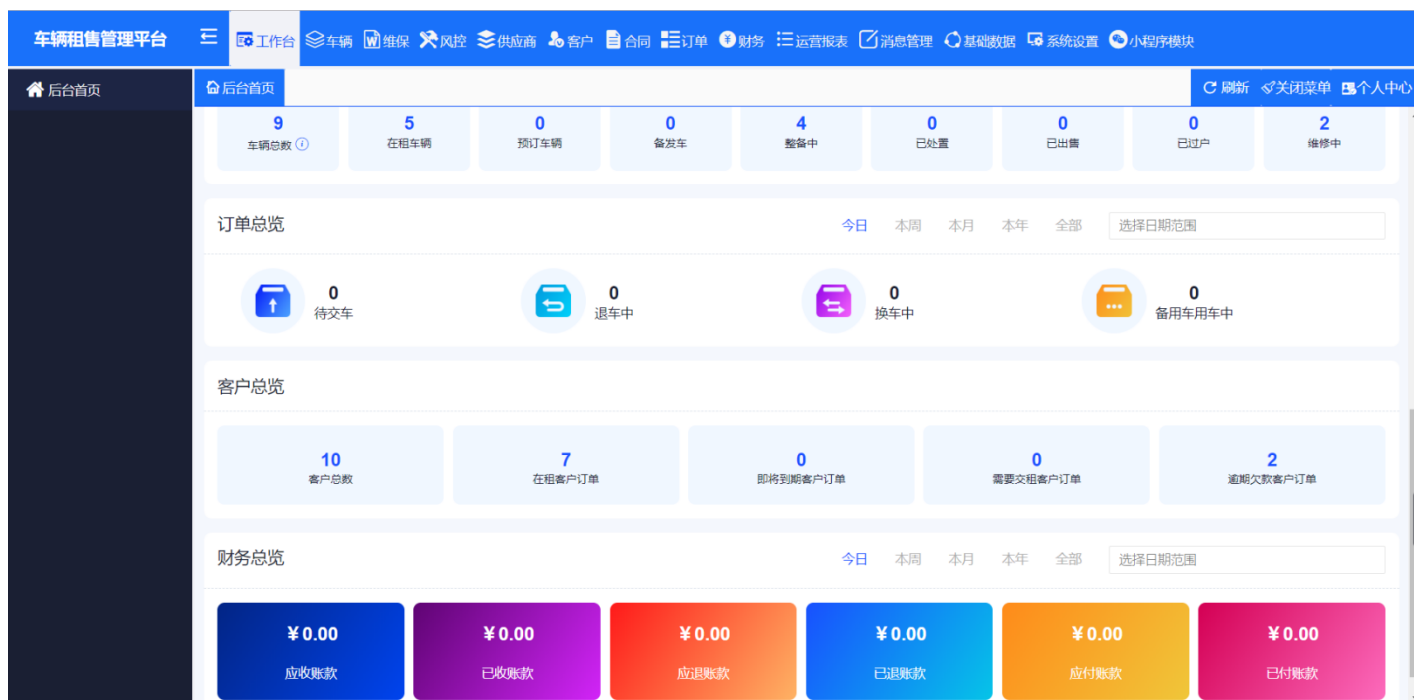 车辆租售管理平台 工作台 车辆 维保 风控 供应商 客户 合同 订单 财务 运营报表 消息管理 基础数据 系统设置 小程序模块
后台首页 后台首页 刷新 关闭菜单 个人中心
9 5 0 0 4 0 0 0 2
车辆总数 在租车辆 预订车辆 备发车 整备中 已处置 已出售 已过户 维修中
订单总览 今日 本周 本月 本年 全部 选择日期范围
0 0 0 0
待交车 退车中 换车中 备用车用车中
客户总览
10 7 0 0 2
客户总数 在租客户订单 即将到期客户订单 需要交租客户订单 逾期欠款客户订单
财务总览 今日 本周 本月 本年 全部 选择日期范围
¥0.00 ¥0.00 ¥0.00 ¥0.00 ¥0.00 ¥0.00
应收账款 已收账款 应退账款 已退账款 应付账款 已付账款